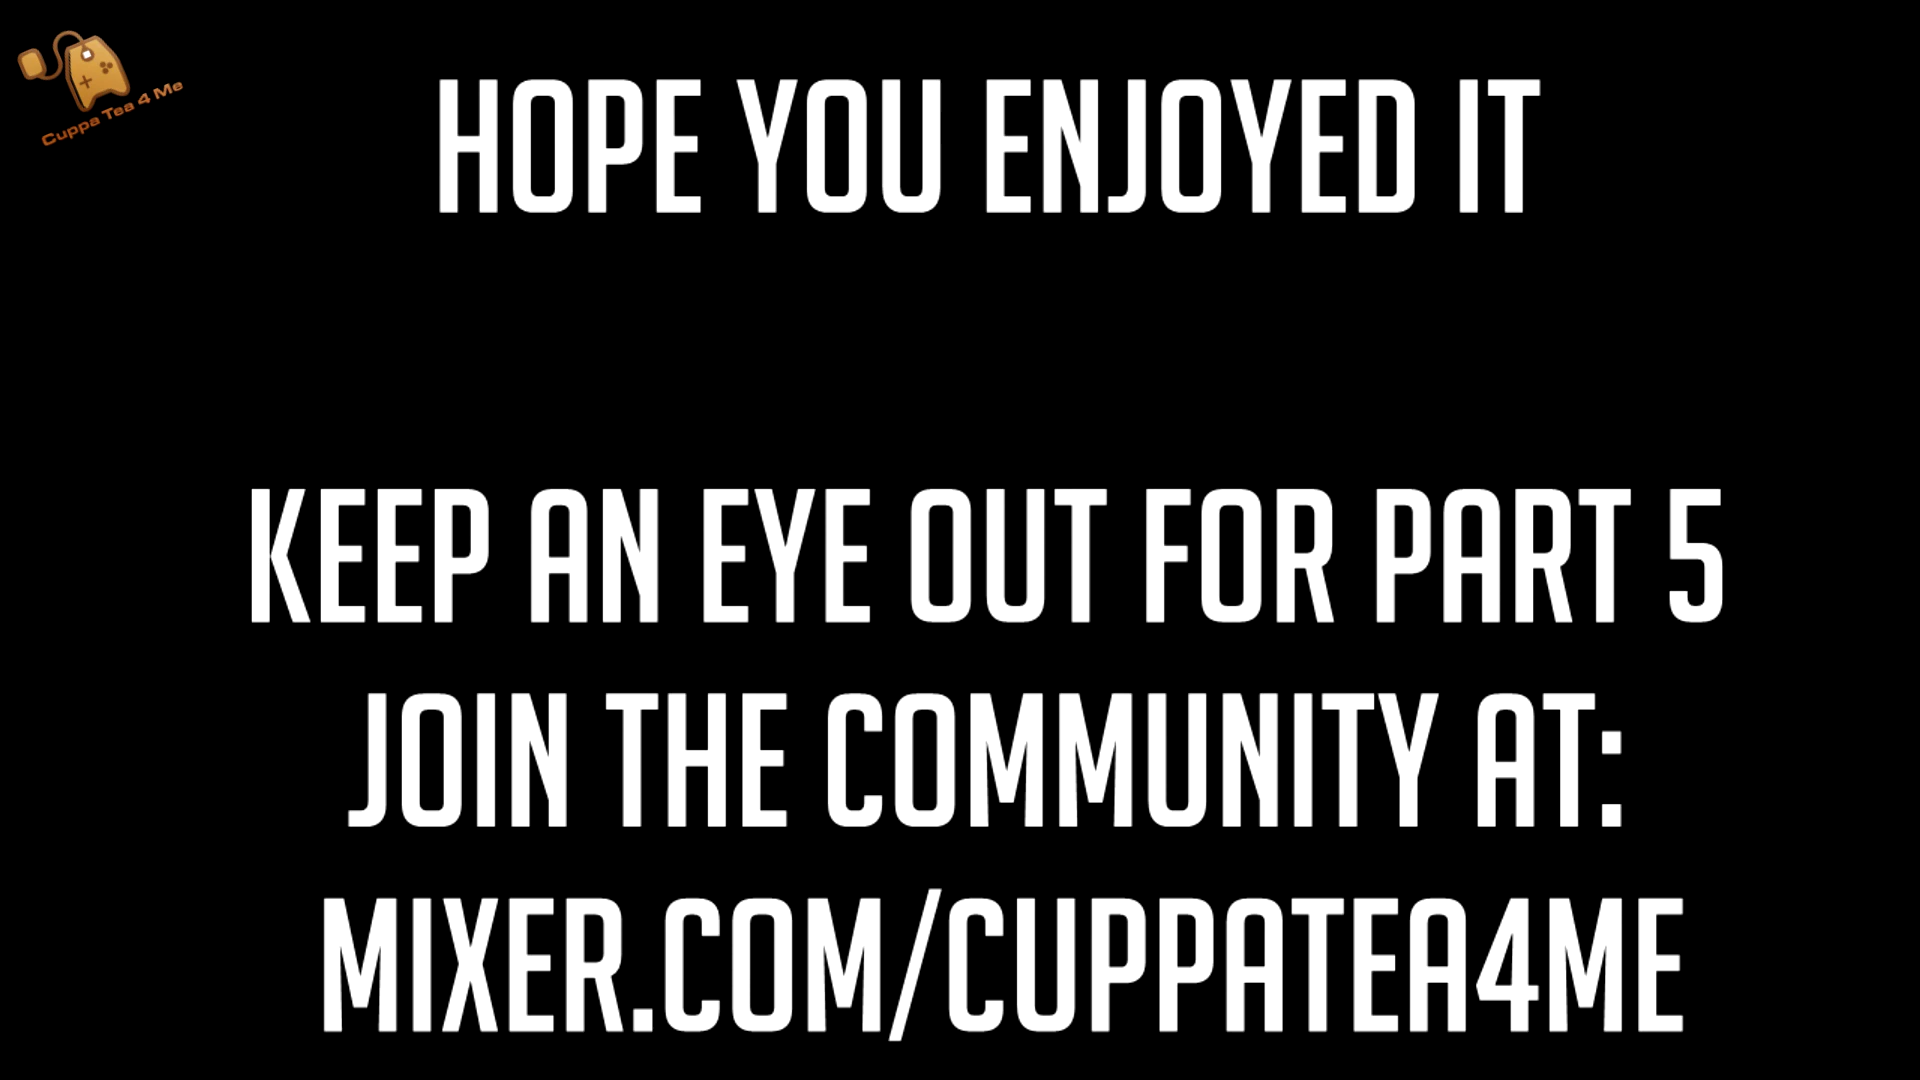 Cuppa Tea 4 Me
HOPE YOU ENJOYED IT
KEEP AN EYE OUT FOR PART 5
JOIN THE COMMUNITY AT:
MIXER.COM/CUPPATEA4ME